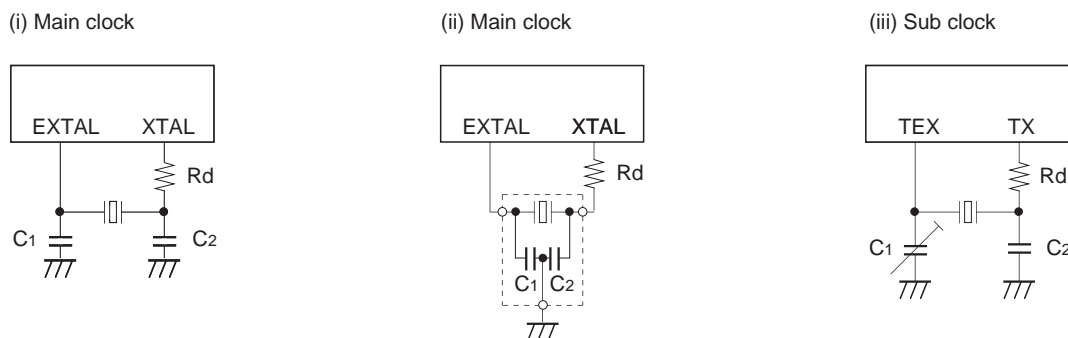 (i) Main clock
EXTAL XTAL
Rd
C1 C2
(ii) Main clock
EXTAL XTAL
Rd
C1 C2
(iii) Sub clock
TEX TX
Rd
C1 C2